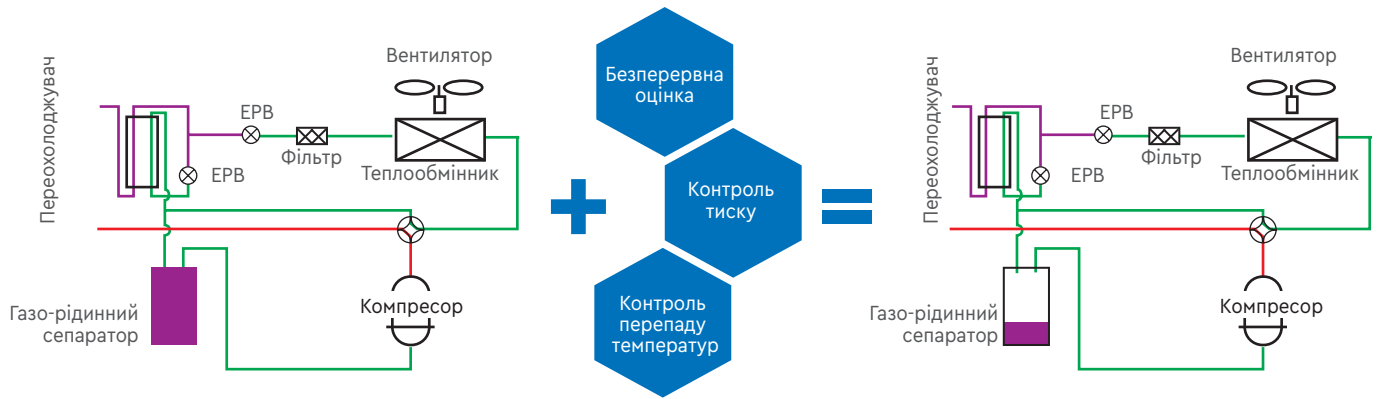 Переохолоджувач
Вентилятор
ЕРВ
Фільтр
Теплообмінник
ЕРВ
Газо-рідинний
сепаратор
Компресор
Безперервна
оцінка
Контроль
тиску
Контроль
перепаду
температур
Переохолоджувач
Вентилятор
ЕРВ
Фільтр
Теплообмінник
ЕРВ
Газо-рідинний
сепаратор
Компресор